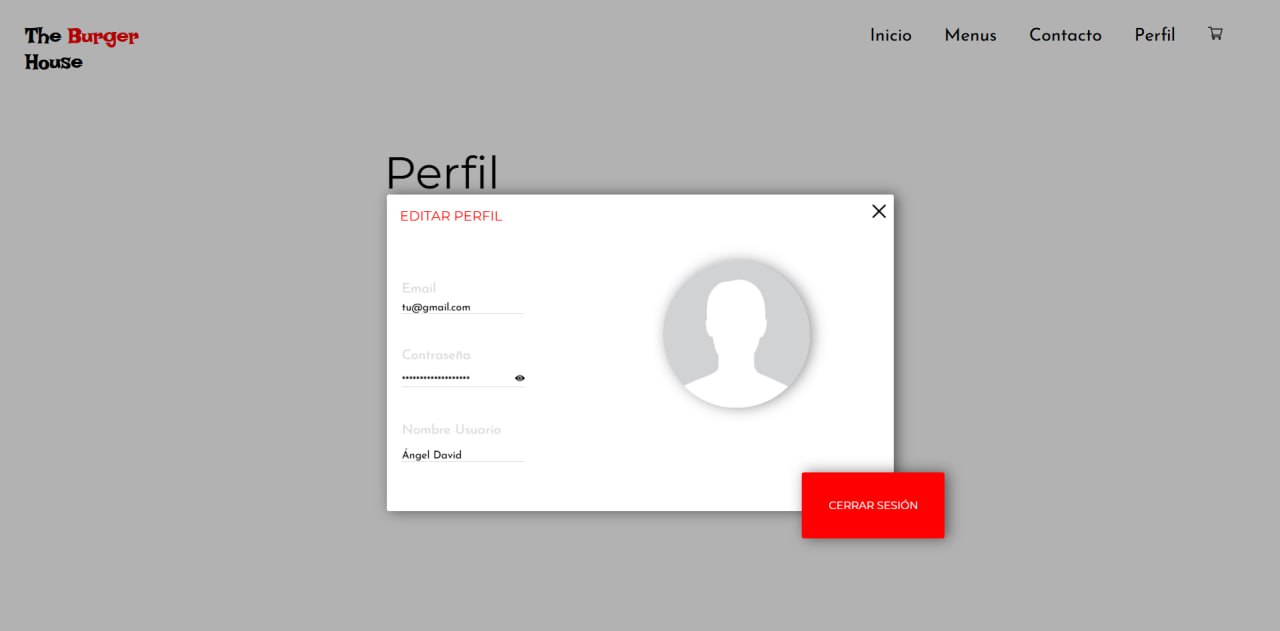 The Burger
House
Inicio Menus Contacto Perfil
Perfil
EDITAR PERFIL
Email
tu@gmail.com
Contraseña
Nombre Usuario
Ángel David
CERRAR SESIÓN